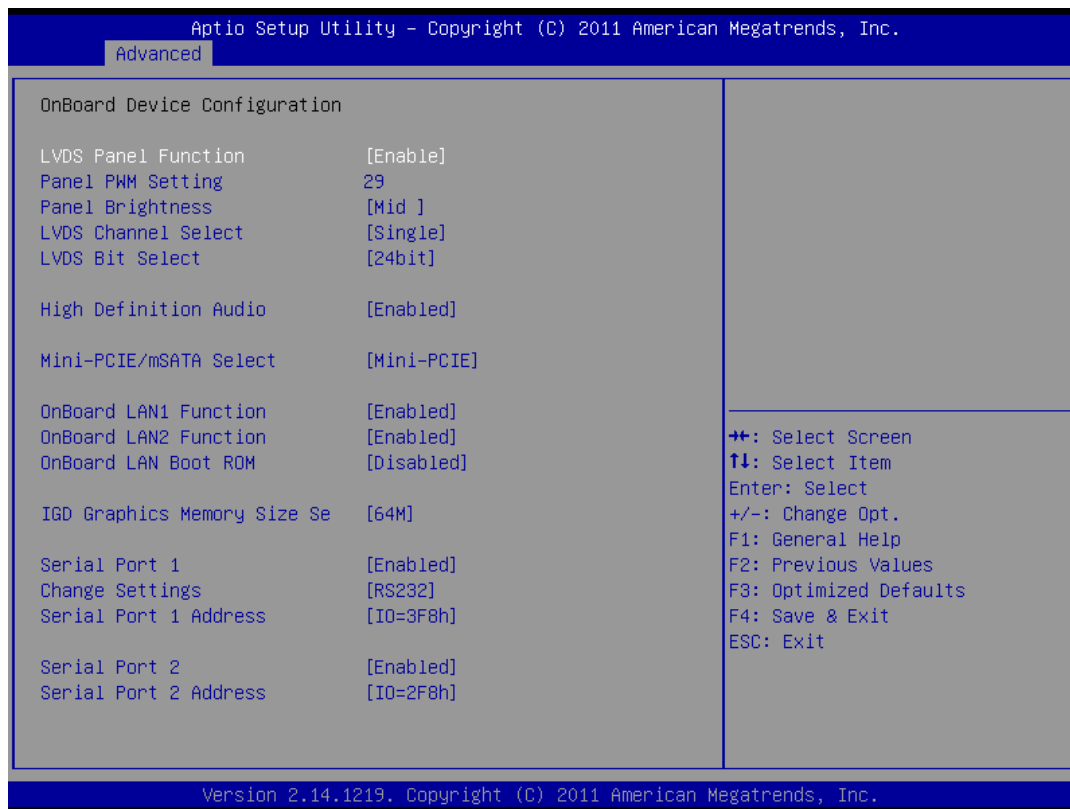 Aptio Setup Utility – Copyright (C) 2011 American Megatrends, Inc.
Advanced
OnBoard Device Configuration
LVDS Panel Function [Enable]
Panel PWM Setting 29
Panel Brightness [Mid ]
LVDS Channel Select [Single]
LVDS Bit Select [24bit]
High Definition Audio [Enabled]
Mini-PCIE/mSATA Select [Mini-PCIE]
OnBoard LAN1 Function [Enabled]
OnBoard LAN2 Function [Enabled]
OnBoard LAN Boot ROM [Disabled]
IGD Graphics Memory Size Se [64M]
Serial Port 1 [Enabled]
Change Settings [RS232]
Serial Port 1 Address [IO=3F8h]
Serial Port 2 [Enabled]
Serial Port 2 Address [IO=2F8h]
→←: Select Screen
↑↓: Select Item
Enter: Select
+/-: Change Opt.
F1: General Help
F2: Previous Values
F3: Optimized Defaults
F4: Save & Exit
ESC: Exit
Version 2.14.1219. Copyright (C) 2011 American Megatrends, Inc.